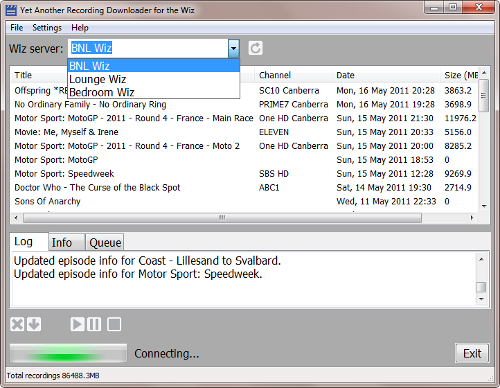 Yet Another Recording Downloader for the Wiz
File Settings Help
Wiz server: BNL Wiz
BNL Wiz
Lounge Wiz
Bedroom Wiz
Title Channel Date Size (MB
Offspring *RE SC10 Canberra Mon, 16 May 2011 20:28 3863.2
No Ordinary Family - No Ordinary Ring PRIME7 Canberra Mon, 16 May 2011 19:28 3698.9
Motor Sport: MotoGP - 2011 - Round 4 - France - Main Race One HD Canberra Sun, 15 May 2011 21:30 11976.2
Movie: Me, Myself & Irene ELEVEN Sun, 15 May 2011 20:33 5156.0
Motor Sport: MotoGP - 2011 - Round 4 - France - Moto 2 One HD Canberra Sun, 15 May 2011 20:00 8285.2
Motor Sport: MotoGP Sun, 15 May 2011 18:53 0
Motor Sport: Speedweek. SBS HD Sun, 15 May 2011 12:28 9269.9
Doctor Who - The Curse of the Black Spot ABC1 Sat, 14 May 2011 19:30 2714.9
Sons Of Anarchy Wed, 11 May 2011 22:33 0
Log Info Queue
Updated episode info for Coast - Lillesand to Svalbard.
Updated episode info for Motor Sport: Speedweek.
Connecting... Exit
Total recordings 86488.3MB